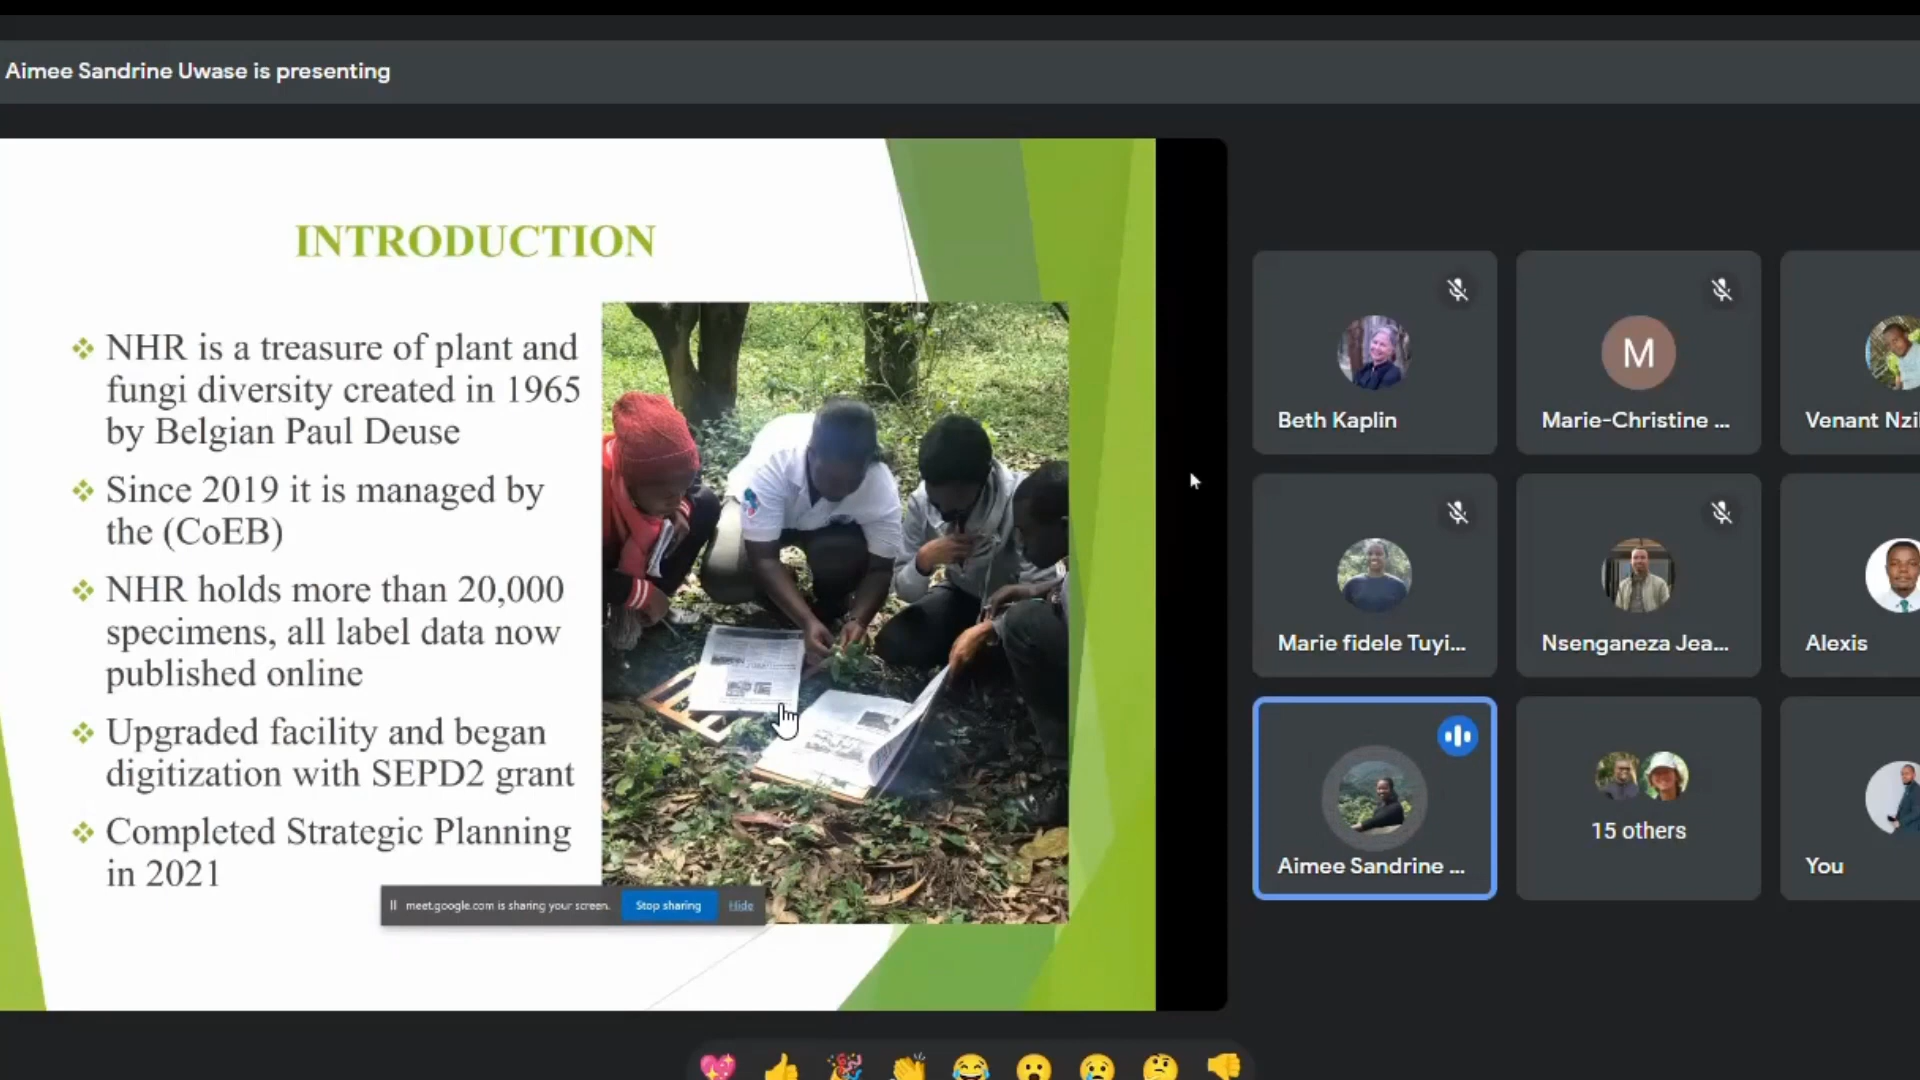 Aimee Sandrine Uwase is presenting
INTRODUCTION
NHR is a treasure of plant and
fungi diversity created in 1965
by Belgian Paul Deuse
Since 2019 it is managed by
the (CoEB)
NHR holds more than 20,000
specimens, all label data now
published online
Upgraded facility and began
digitization with SEPD2 grant
Completed Strategic Planning
in 2021
meet.google.com is sharing your screen.
Stop sharing
Hide
Beth Kaplin
M
Marie-Christine ...
Venant Nzi
Marie fidele Tuyi...
Nsenganeza Jea...
Alexis
Aimee Sandrine ...
15 others
You